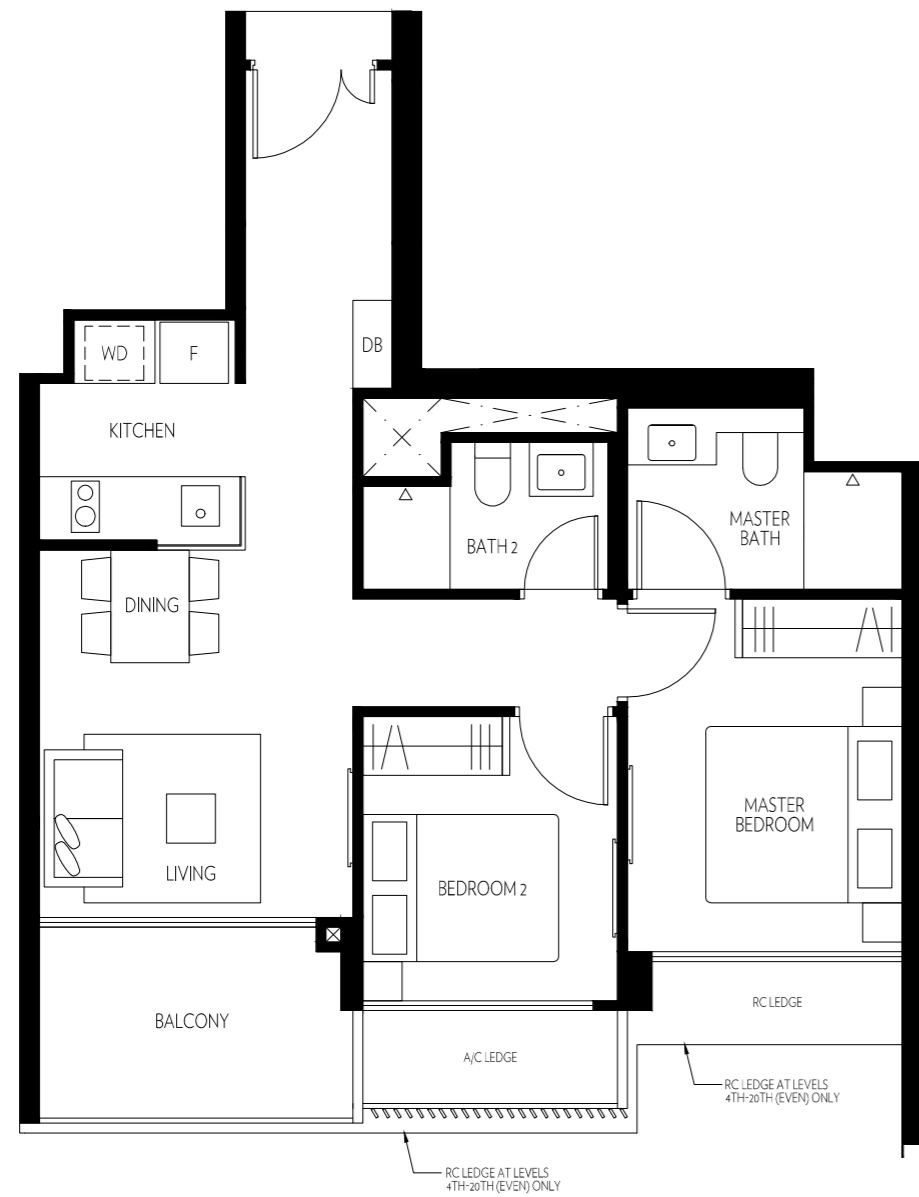 DB
WD
F
KITCHEN
BATH 2
MASTER
BATH
DINING
MASTER
BEDROOM
LIVING
BEDROOM 2
BALCONY
RC LEDGE
A/C LEDGE
RC LEDGE AT LEVELS
4TH-20TH (EVEN) ONLY
RC LEDGE AT LEVELS
4TH-20TH (EVEN) ONLY